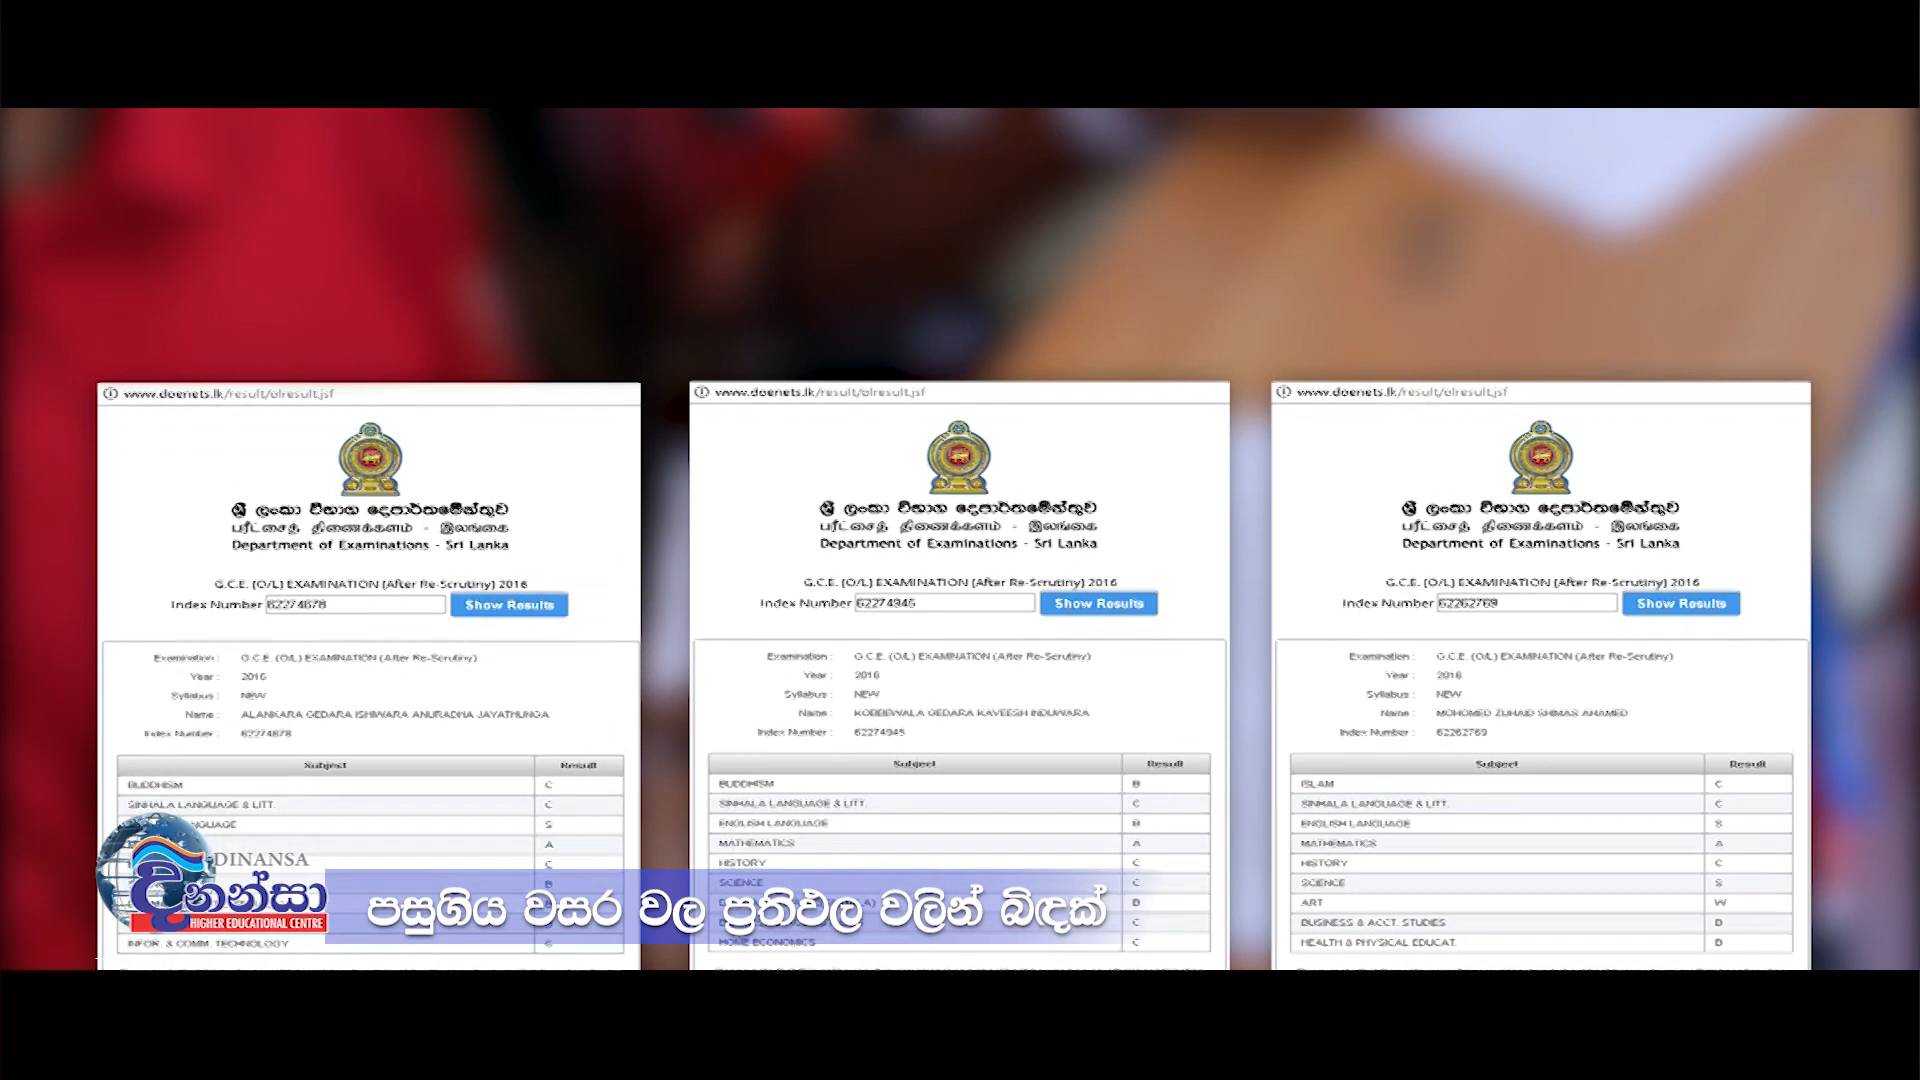 www.doenets.lk/result/olresult.jsf
ශ්‍රී ලංකා විභාග දෙපාර්තමේන්තුව
பரீட்சைத் திணைக்களம் - இலங்கை
Department of Examinations - Sri Lanka
G.C.E. (O/L) EXAMINATION (After Re-Scrutiny) 2016
Index Number 62274678 Show Results
Examination : G.C.E. (O/L) EXAMINATION (After Re-Scrutiny)
Year : 2016
Syllabus : NEW
Name : ALANKARA GEDARA ISHWARA ANURADHA JAYATHUNGA
Index Number : 62274678
Subject Result
BUDDHISM C
SINHALA LANGUAGE & LITT. C
LANGUAGE S
A
C
INFOR. & COMM. TECHNOLOGY
www.doenets.lk/result/olresult.jsf
ශ්‍රී ලංකා විභාග දෙපාර්තමේන්තුව
பரீட்சைத் திணைக்களம் - இலங்கை
Department of Examinations - Sri Lanka
G.C.E. (O/L) EXAMINATION (After Re-Scrutiny) 2016
Index Number 62274945 Show Results
Examination : G.C.E. (O/L) EXAMINATION (After Re-Scrutiny)
Year : 2016
Syllabus : NEW
Name : KOBBEWALA GEDARA KAVEESH INDUWARA
Index Number : 62274945
Subject Result
BUDDHISM B
SINHALA LANGUAGE & LITT. C
ENGLISH LANGUAGE B
MATHEMATICS A
HISTORY C
SCIENCE C
HOME ECONOMICS C
www.doenets.lk/result/olresult.jsf
ශ්‍රී ලංකා විභාග දෙපාර්තමේන්තුව
பரீட்சைத் திணைக்களம் - இலங்கை
Department of Examinations - Sri Lanka
G.C.E. (O/L) EXAMINATION (After Re-Scrutiny) 2016
Index Number 62262769 Show Results
Examination : G.C.E. (O/L) EXAMINATION (After Re-Scrutiny)
Year : 2016
Syllabus : NEW
Name : MOHOMED ZUHAID SHIMAS AHAMED
Index Number : 62262769
Subject Result
ISLAM C
SINHALA LANGUAGE & LITT. C
ENGLISH LANGUAGE S
MATHEMATICS A
HISTORY C
SCIENCE S
ART W
BUSINESS & ACCT. STUDIES D
HEALTH & PHYSICAL EDUCAT. D
DINANSA
දිනන්සා
HIGHER EDUCATIONAL CENTRE
පසුගිය වසර වල ප්‍රතිඵල වලින් බිඳක්